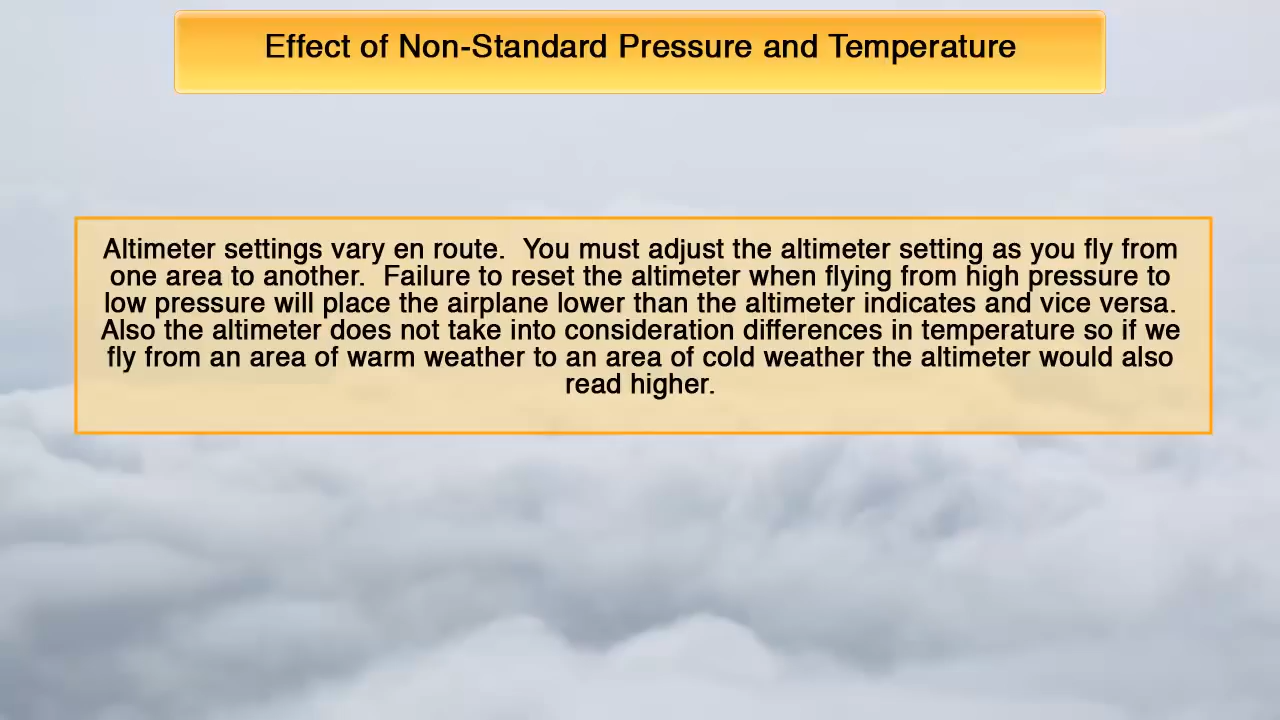 Effect of Non-Standard Pressure and Temperature
Altimeter settings vary en route.  You must adjust the altimeter setting as you fly from
one area to another.  Failure to reset the altimeter when flying from high pressure to
low pressure will place the airplane lower than the altimeter indicates and vice versa.
Also the altimeter does not take into consideration differences in temperature so if we
fly from an area of warm weather to an area of cold weather the altimeter would also
read higher.